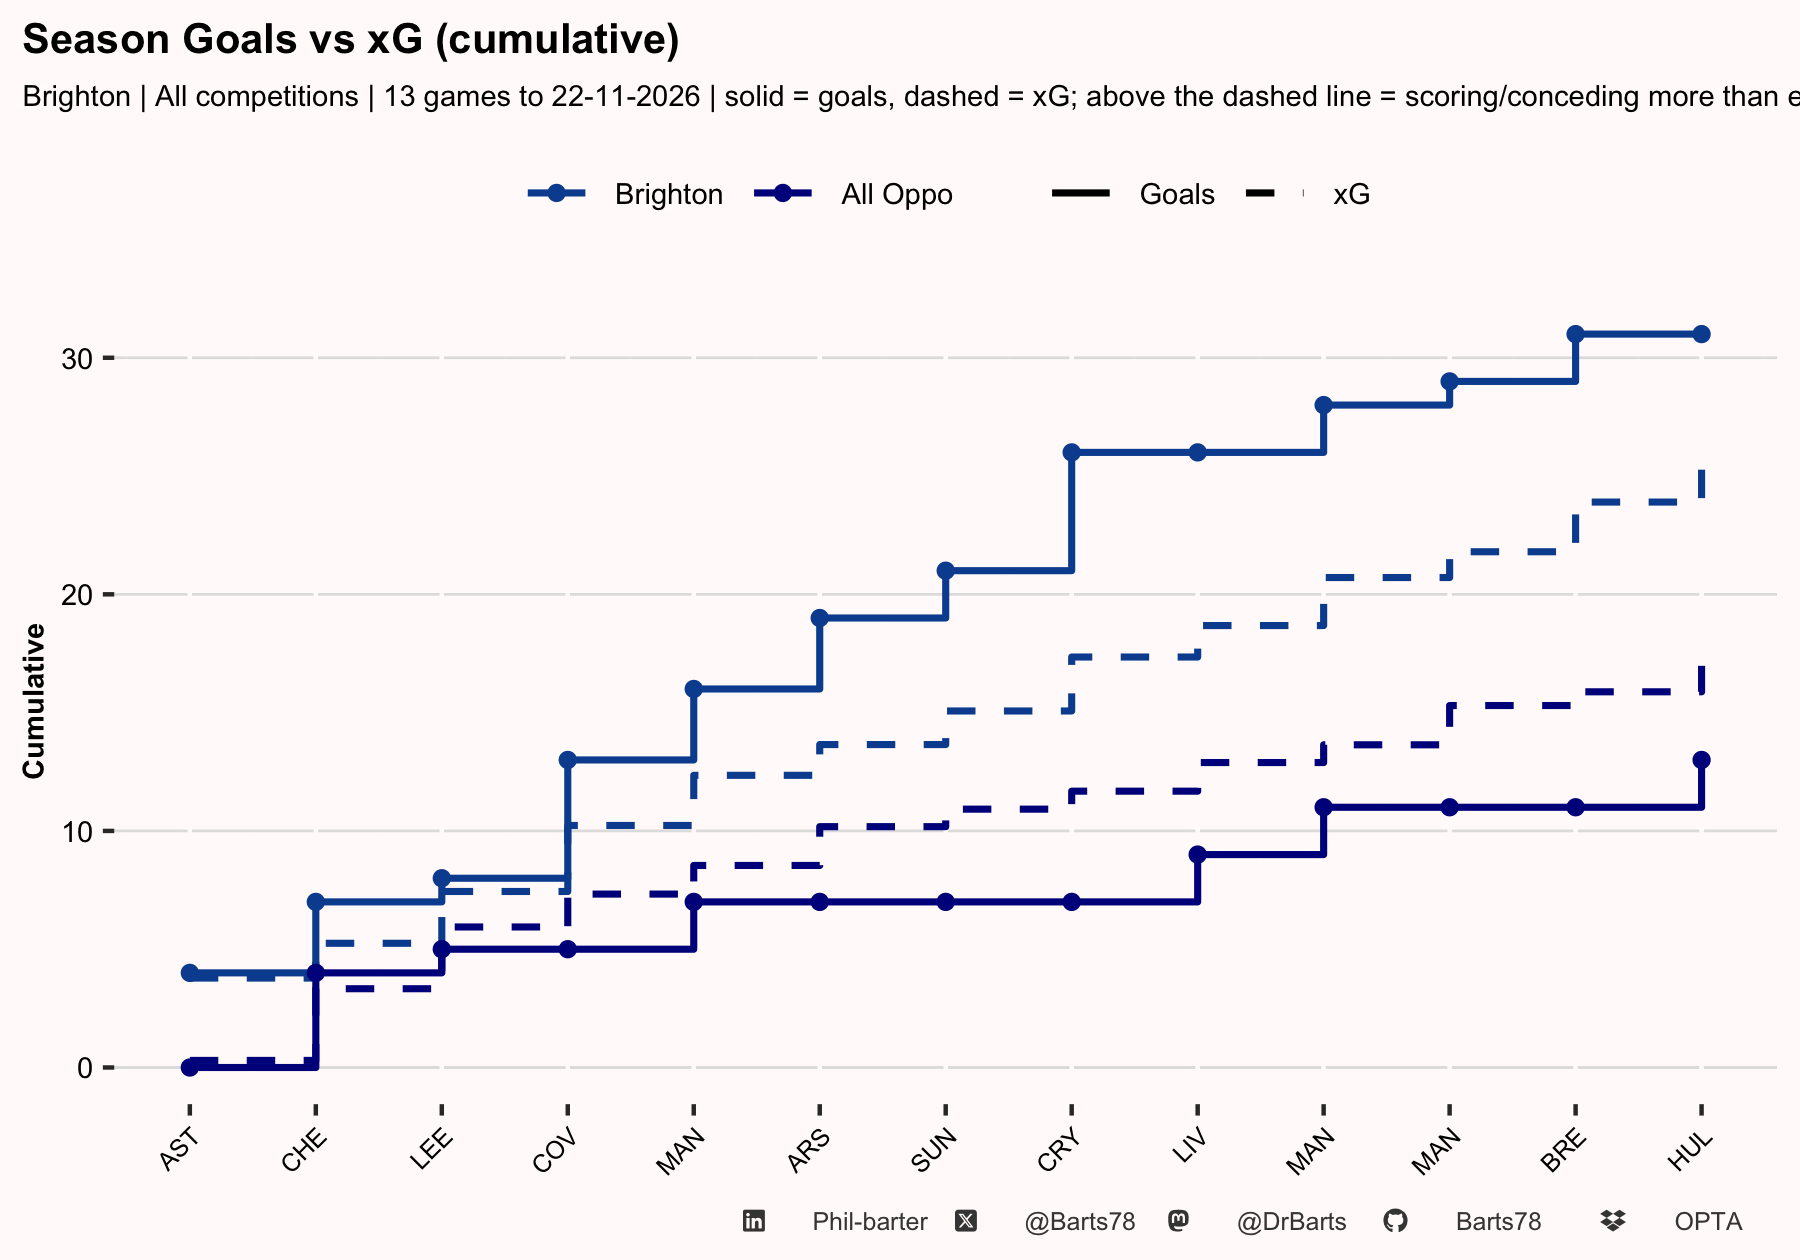 Season Goals vs xG (cumulative)
Brighton | All competitions | 13 games to 22-11-2026 | solid = goals, dashed = xG; above the dashed line = scoring/conceding more than e
Brighton All Oppo Goals xG
Cumulative
30
20
10
0
AST CHE LEE COV MAN ARS SUN CRY LIV MAN MAN BRE HUL
Phil-barter @Barts78 @DrBarts Barts78 OPTA